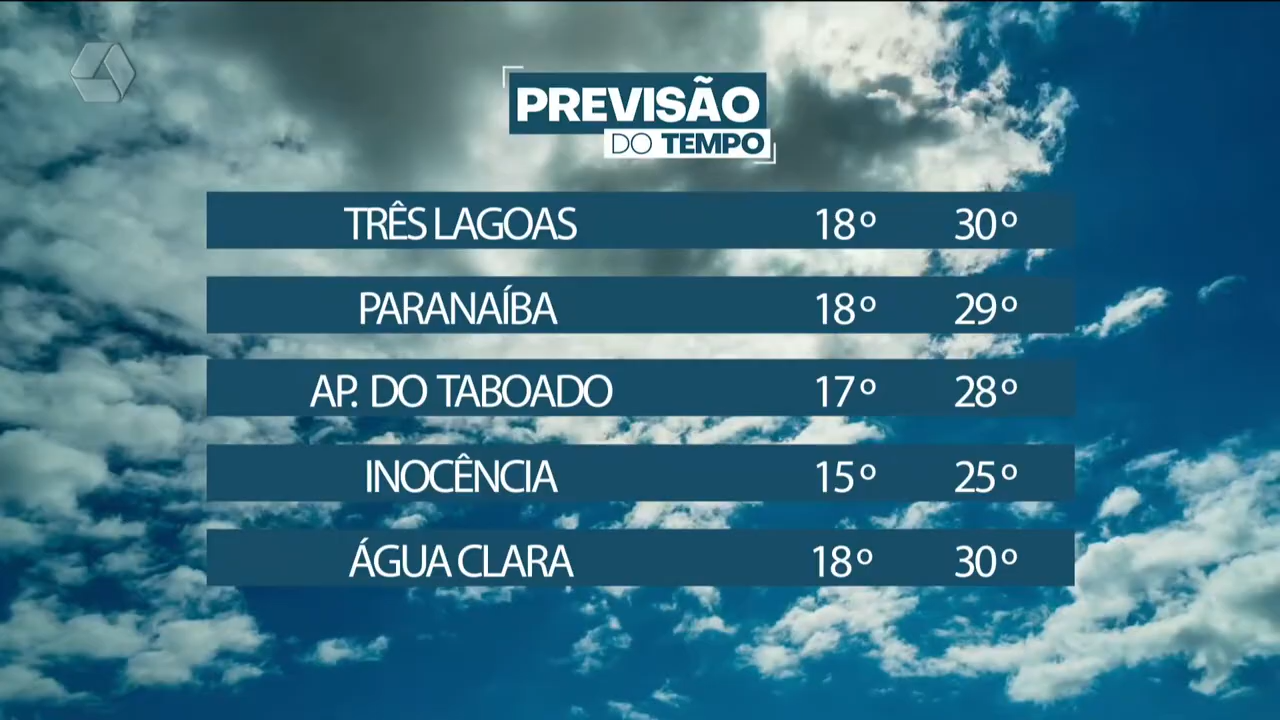 PREVISÃO
DO TEMPO
TRÊS LAGOAS 18º 30º
PARANAÍBA 18º 29º
AP. DO TABOADO 17º 28º
INOCÊNCIA 15º 25º
ÁGUA CLARA 18º 30º